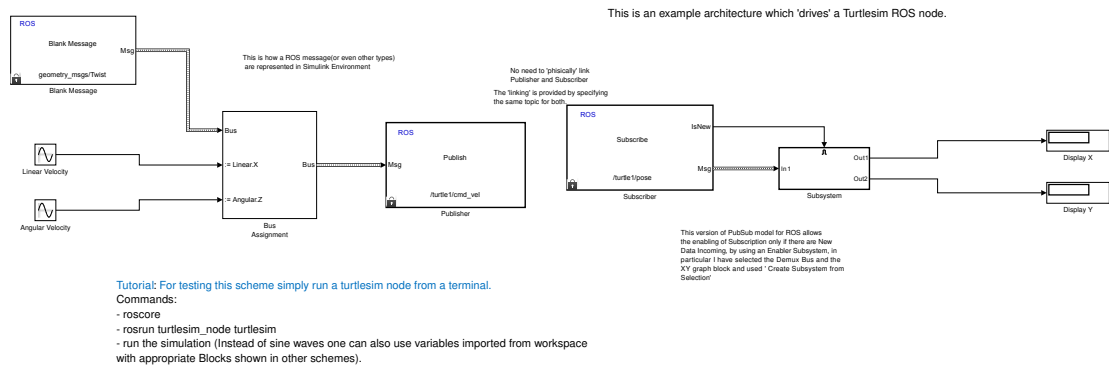 This is an example architecture which 'drives' a Turtlesim ROS node.
ROS
Blank Message
Msg
geometry_msgs/Twist
Blank Message
This is how a ROS message(or even other types)
are represented in Simulink Environment
No need to 'phisically' link
Publisher and Subscriber
The 'linking' is provided by specifying
the same topic for both.
Linear Velocity
Angular Velocity
Bus
:= Linear.X
:= Angular.Z
Bus
Bus
Assignment
ROS
Msg
Publish
/turtle1/cmd_vel
Publisher
ROS
IsNew
Subscribe
Msg
/turtle1/pose
Subscriber
In1
Out1
Out2
Subsystem
Display X
Display Y
This version of PubSub model for ROS allows
the enabling of Subscription only if there are New
Data Incoming, by using an Enabler Subsystem, in
particular I have selected the Demux Bus and the
XY graph block and used ' Create Subsystem from
Selection'
Tutorial: For testing this scheme simply run a turtlesim node from a terminal.
Commands:
- roscore
- rosrun turtlesim_node turtlesim
- run the simulation (Instead of sine waves one can also use variables imported from workspace
with appropriate Blocks shown in other schemes).